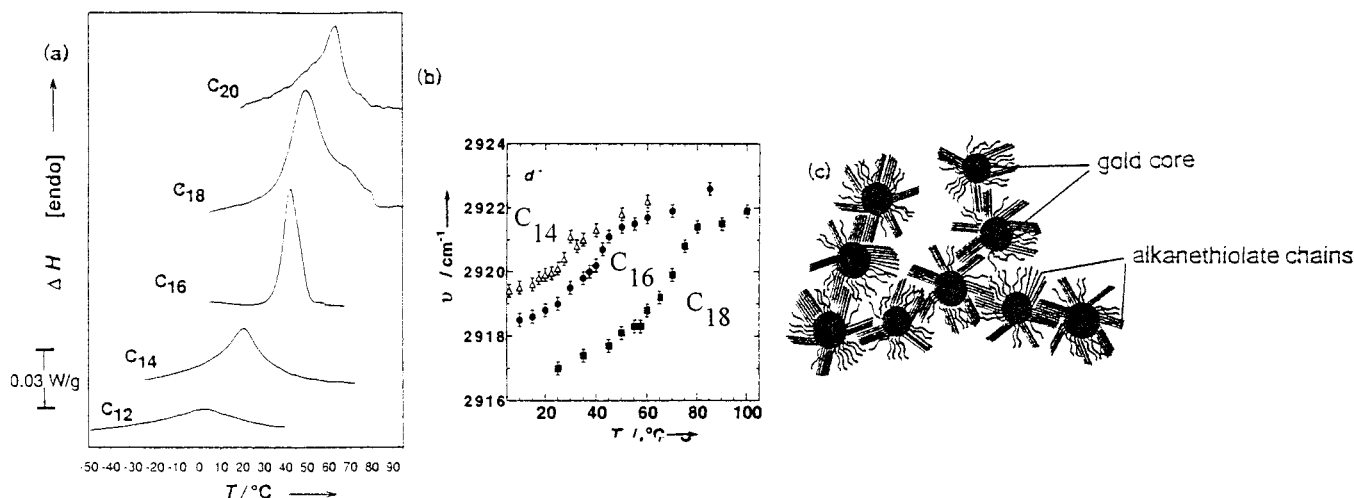 (a)
ΔH [endo]
C20
C18
C16
C14
0.03 W/g
C12
-50 -40 -30 -20 -10 0 10 20 30 40 50 60 70 80 90
T/°C
(b)
2924
2922
2920
2918
2916
υ /cm-1
d-
C14
C16
C18
20 40 60 80 100
T /°C
(c)
gold core
alkanethiolate chains